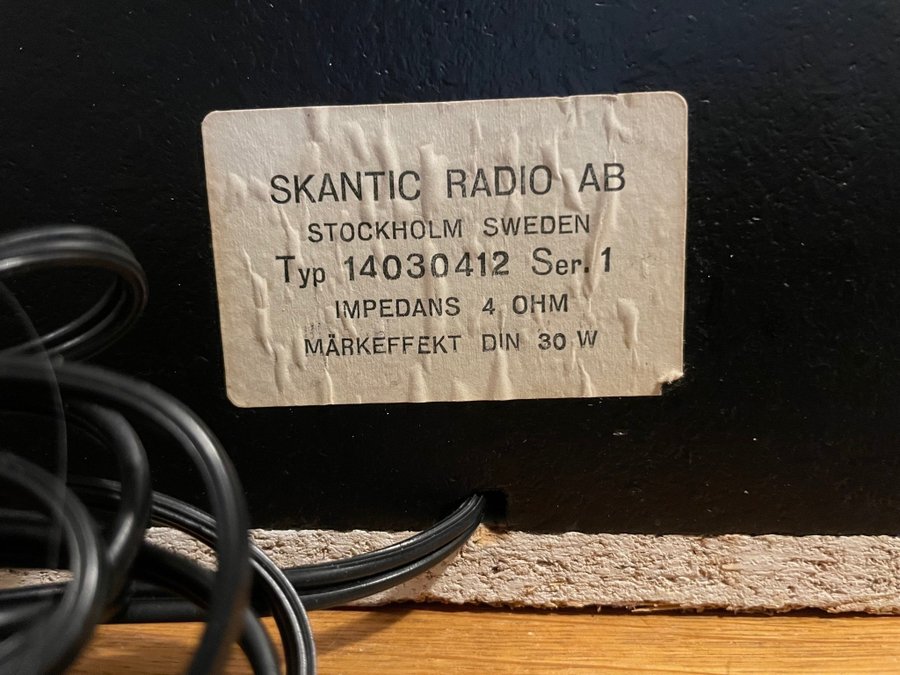 SKANTIC RADIO AB
STOCKHOLM SWEDEN
Typ 14030412 Ser. 1
IMPEDANS 4 OHM
MÄRKEFFEKT DIN 30 W